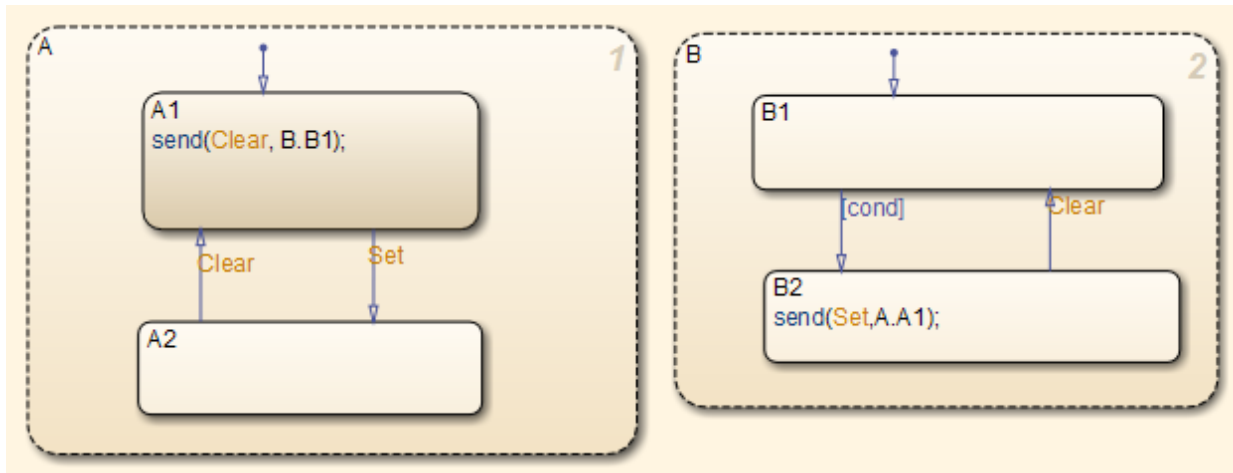 A
1
A1
send(Clear, B.B1);
Clear
Set
A2
B
2
B1
[cond]
Clear
B2
send(Set,A.A1);